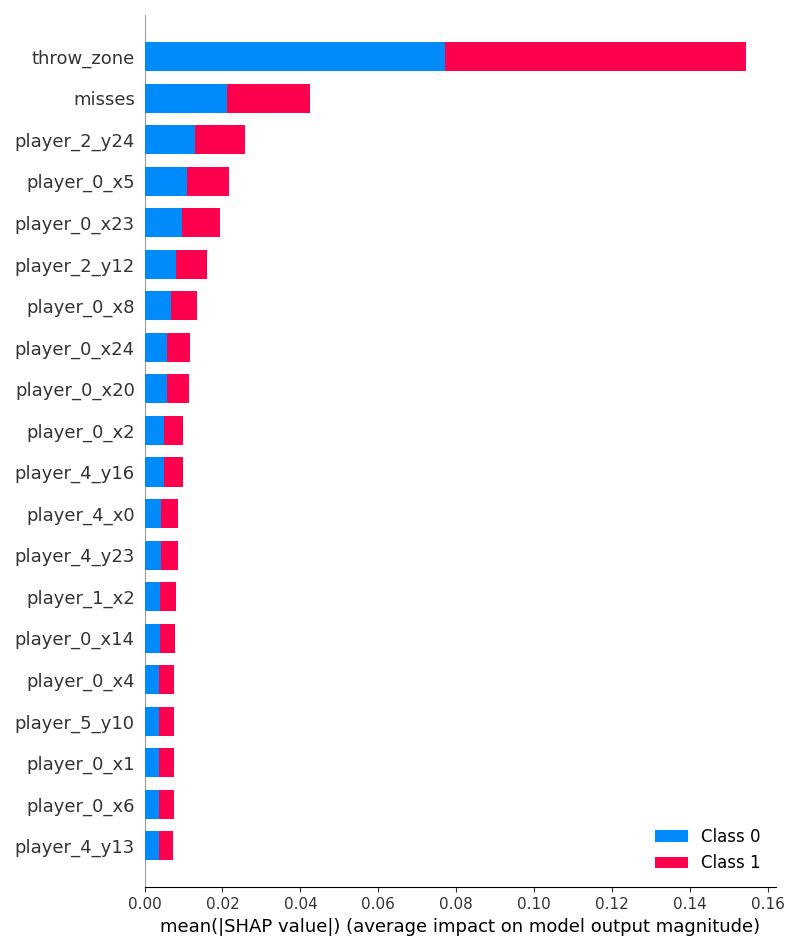 throw_zone
misses
player_2_y24
player_0_x5
player_0_x23
player_2_y12
player_0_x8
player_0_x24
player_0_x20
player_0_x2
player_4_y16
player_4_x0
player_4_y23
player_1_x2
player_0_x14
player_0_x4
player_5_y10
player_0_x1
player_0_x6
player_4_y13
Class 0
Class 1
0.00 0.02 0.04 0.06 0.08 0.10 0.12 0.14 0.16
mean(|SHAP value|) (average impact on model output magnitude)